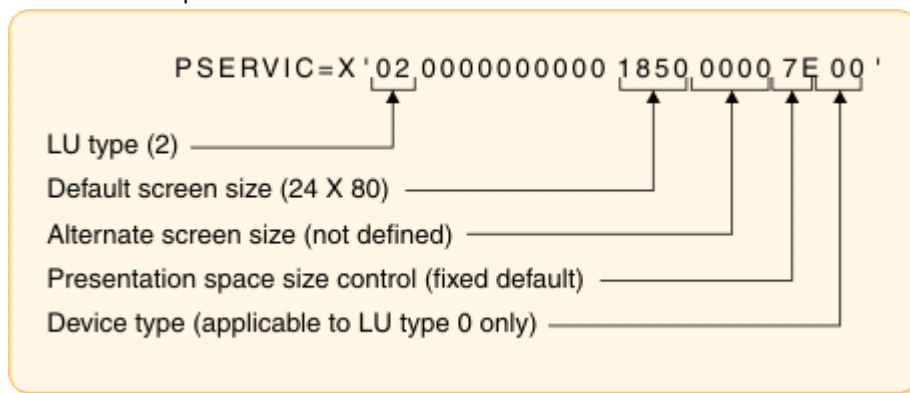 PSERVIC=X'02 0000000000 1850 0000 7E 00 '
LU type (2)
Default screen size (24 X 80)
Alternate screen size (not defined)
Presentation space size control (fixed default)
Device type (applicable to LU type 0 only)